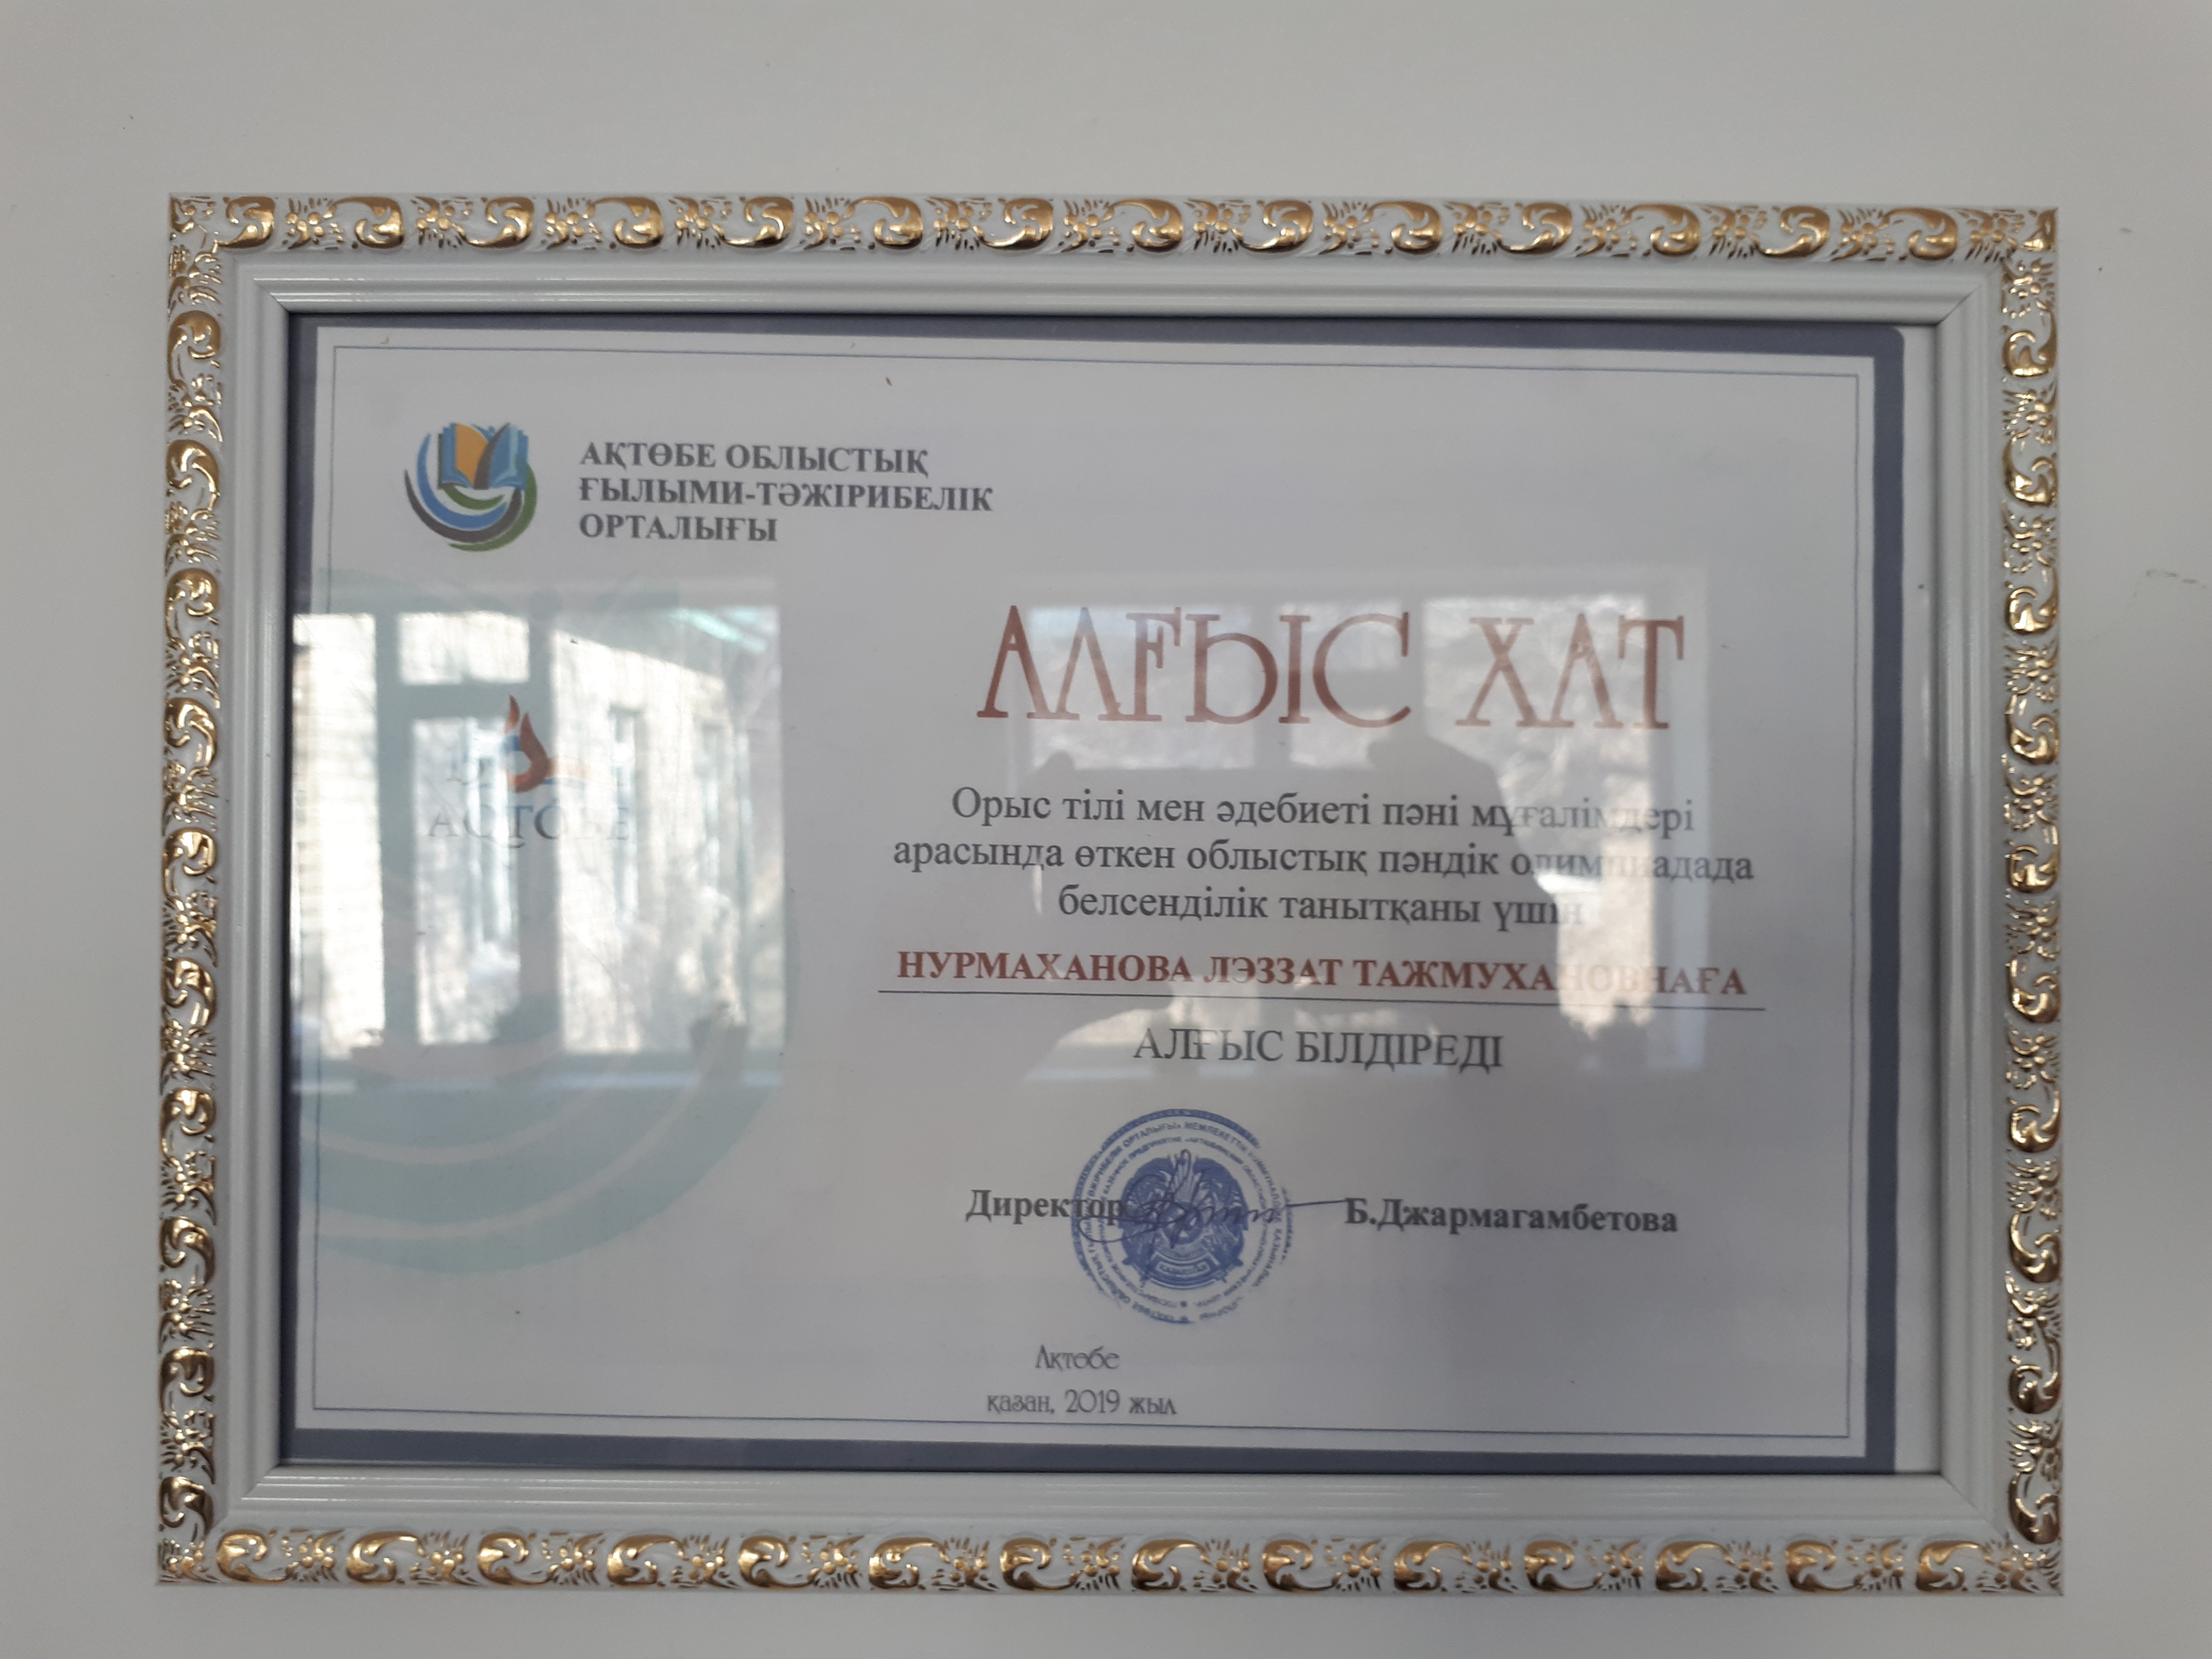 АҚТӨБЕ ОБЛЫСТЫҚ
ҒЫЛЫМИ-ТӘЖІРИБЕЛІК
ОРТАЛЫҒЫ
AQTÓBE
АЛҒЫС ХАТ
Орыс тілі мен әдебиеті пәні мұғалімдері
арасында өткен облыстық пәндік олимпиадада
белсенділік танытқаны үшін
НУРМАХАНОВА ЛЭЗЗАТ ТАЖМУХАНОВНАҒА
АЛҒЫС БІЛДІРЕДІ
Директор
Б.Джармагамбетова
Ақтөбе
қазан, 2019 жыл